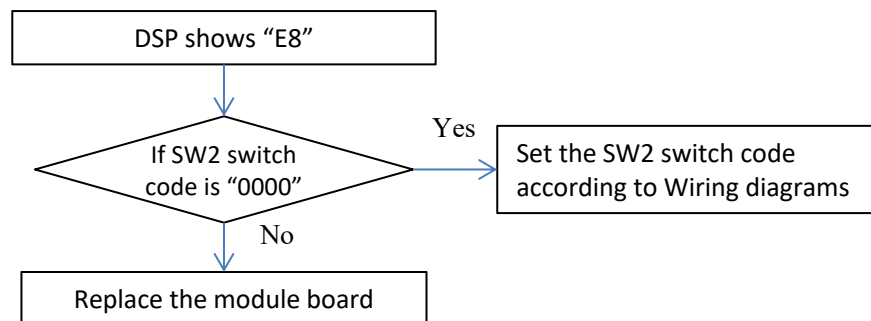 DSP shows “E8”
Yes
If SW2 switch
code is “0000”
Set the SW2 switch code
according to Wiring diagrams
No
Replace the module board